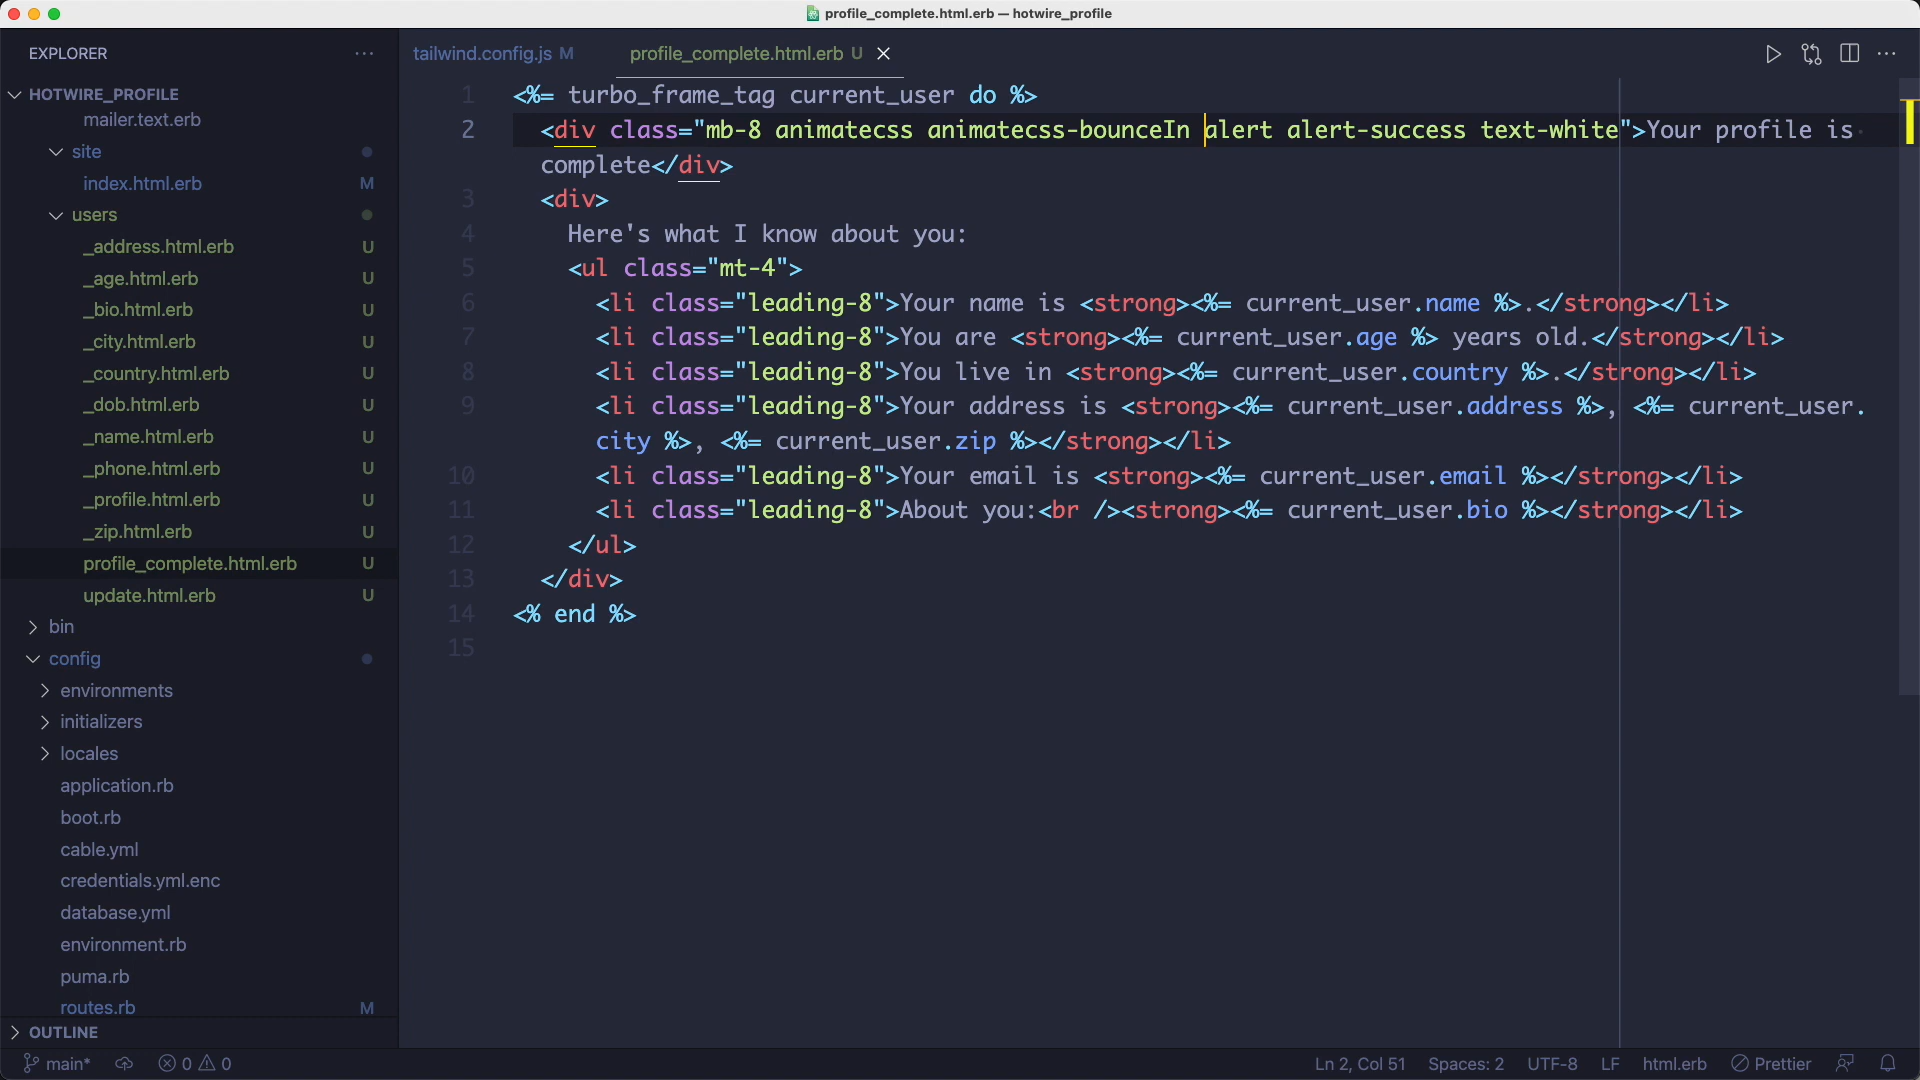 profile_complete.html.erb — hotwire_profile
EXPLORER
tailwind.config.js M
profile_complete.html.erb U
HOTWIRE_PROFILE
mailer.text.erb
site
index.html.erb M
users
_address.html.erb U
_age.html.erb U
_bio.html.erb U
_city.html.erb U
_country.html.erb U
_dob.html.erb U
_name.html.erb U
_phone.html.erb U
_profile.html.erb U
_zip.html.erb U
profile_complete.html.erb U
update.html.erb U
bin
config
environments
initializers
locales
application.rb
boot.rb
cable.yml
credentials.yml.enc
database.yml
environment.rb
puma.rb
routes.rb M
OUTLINE
1 <%= turbo_frame_tag current_user do %>
2 <div class="mb-8 animatecss animatecss-bounceIn alert alert-success text-white">Your profile is
complete</div>
3 <div>
4 Here's what I know about you:
5 <ul class="mt-4">
6 <li class="leading-8">Your name is <strong><%= current_user.name %>.</strong></li>
7 <li class="leading-8">You are <strong><%= current_user.age %> years old.</strong></li>
8 <li class="leading-8">You live in <strong><%= current_user.country %>.</strong></li>
9 <li class="leading-8">Your address is <strong><%= current_user.address %>, <%= current_user.
city %>, <%= current_user.zip %></strong></li>
10 <li class="leading-8">Your email is <strong><%= current_user.email %></strong></li>
11 <li class="leading-8">About you:<br /><strong><%= current_user.bio %></strong></li>
12 </ul>
13 </div>
14 <% end %>
15
main* 0 0
Ln 2, Col 51 Spaces: 2 UTF-8 LF html.erb Prettier